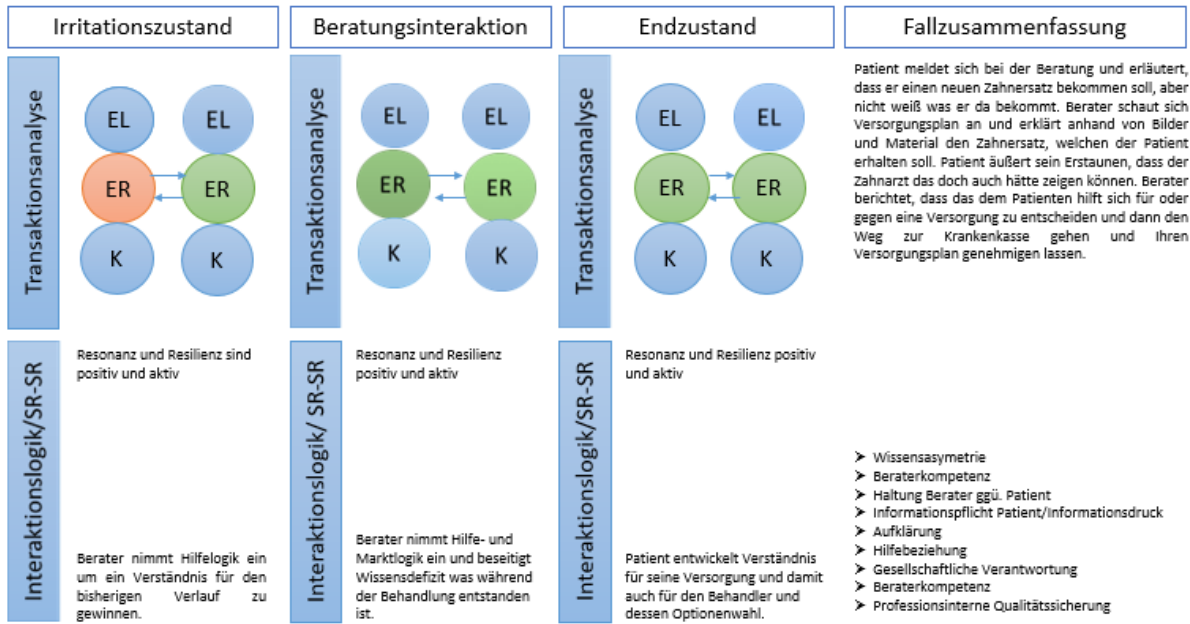 Irritationszustand
Beratungsinteraktion
Endzustand
Fallzusammenfassung
Transaktionsanalyse
EL
EL
ER
ER
K
K
Transaktionsanalyse
EL
EL
ER
ER
K
K
Transaktionsanalyse
EL
EL
ER
ER
K
K
Patient meldet sich bei der Beratung und erläutert,
dass er einen neuen Zahnersatz bekommen soll, aber
nicht weiß was er da bekommt. Berater schaut sich
Versorgungsplan an und erklärt anhand von Bilder
und Material den Zahnersatz, welchen der Patient
erhalten soll. Patient äußert sein Erstaunen, dass der
Zahnarzt das doch auch hätte zeigen können. Berater
berichtet, dass das dem Patienten hilft sich für oder
gegen eine Versorgung zu entscheiden und dann den
Weg zur Krankenkasse gehen und Ihren
Versorgungsplan genehmigen lassen.
Interaktionslogik/SR-SR
Resonanz und Resilienz sind
positiv und aktiv
Berater nimmt Hilfelogik ein
um ein Verständnis für den
bisherigen Verlauf zu
gewinnen.
Interaktionslogik/ SR-SR
Resonanz und Resilienz
positiv und aktiv
Berater nimmt Hilfe- und
Marktlogik ein und beseitigt
Wissensdefizit was während
der Behandlung entstanden
ist.
Interaktionslogik/SR-SR
Resonanz und Resilienz positiv
und aktiv
Patient entwickelt Verständnis
für seine Versorgung und damit
auch für den Behandler und
dessen Optionenwahl.
➤ Wissensasymetrie
➤ Beraterkompetenz
➤ Haltung Berater ggü. Patient
➤ Informationspflicht Patient/Informationsdruck
➤ Aufklärung
➤ Hilfebeziehung
➤ Gesellschaftliche Verantwortung
➤ Beraterkompetenz
➤ Professionsinterne Qualitätssicherung